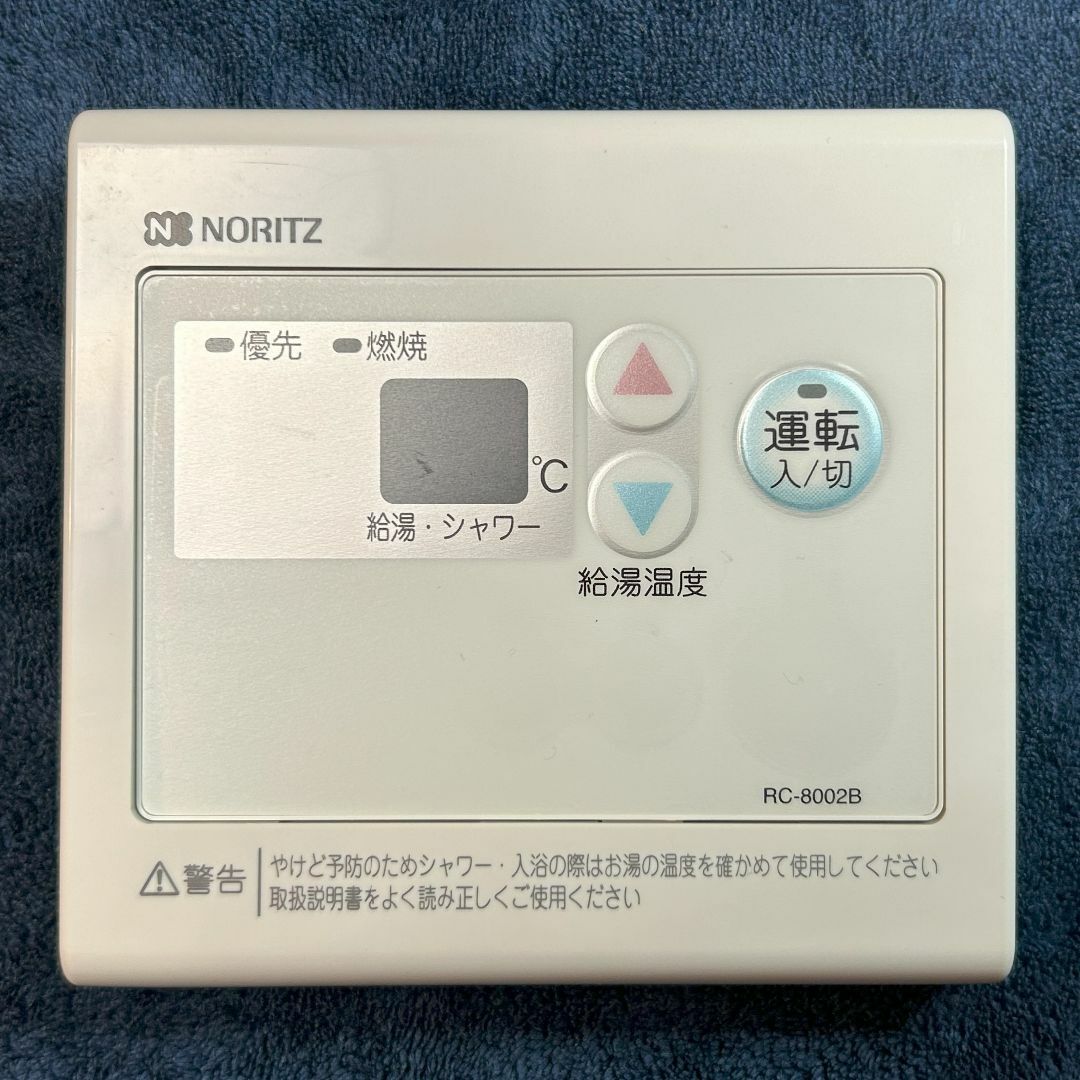 NORITZ
優先 燃焼
℃
給湯・シャワー
運転
入/切
給湯温度
RC-8002B
警告
やけど予防のためシャワー・入浴の際はお湯の温度を確かめて使用してください
取扱説明書をよく読み正しくご使用ください